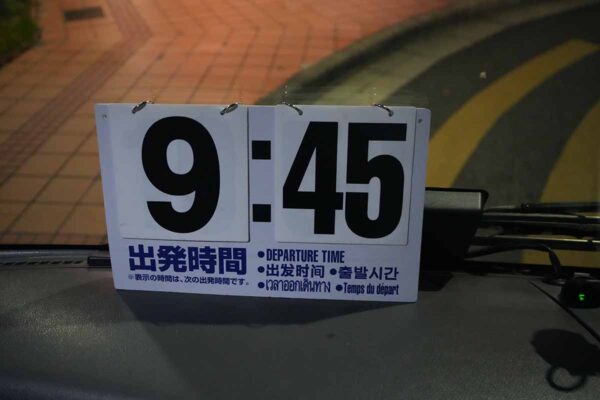 9:45
出発時間
※表示の時間は、次の出発時間です。
●DEPARTURE TIME
●出发时间 ●출발시간
●เวลาออกเดินทาง ●Temps du départ